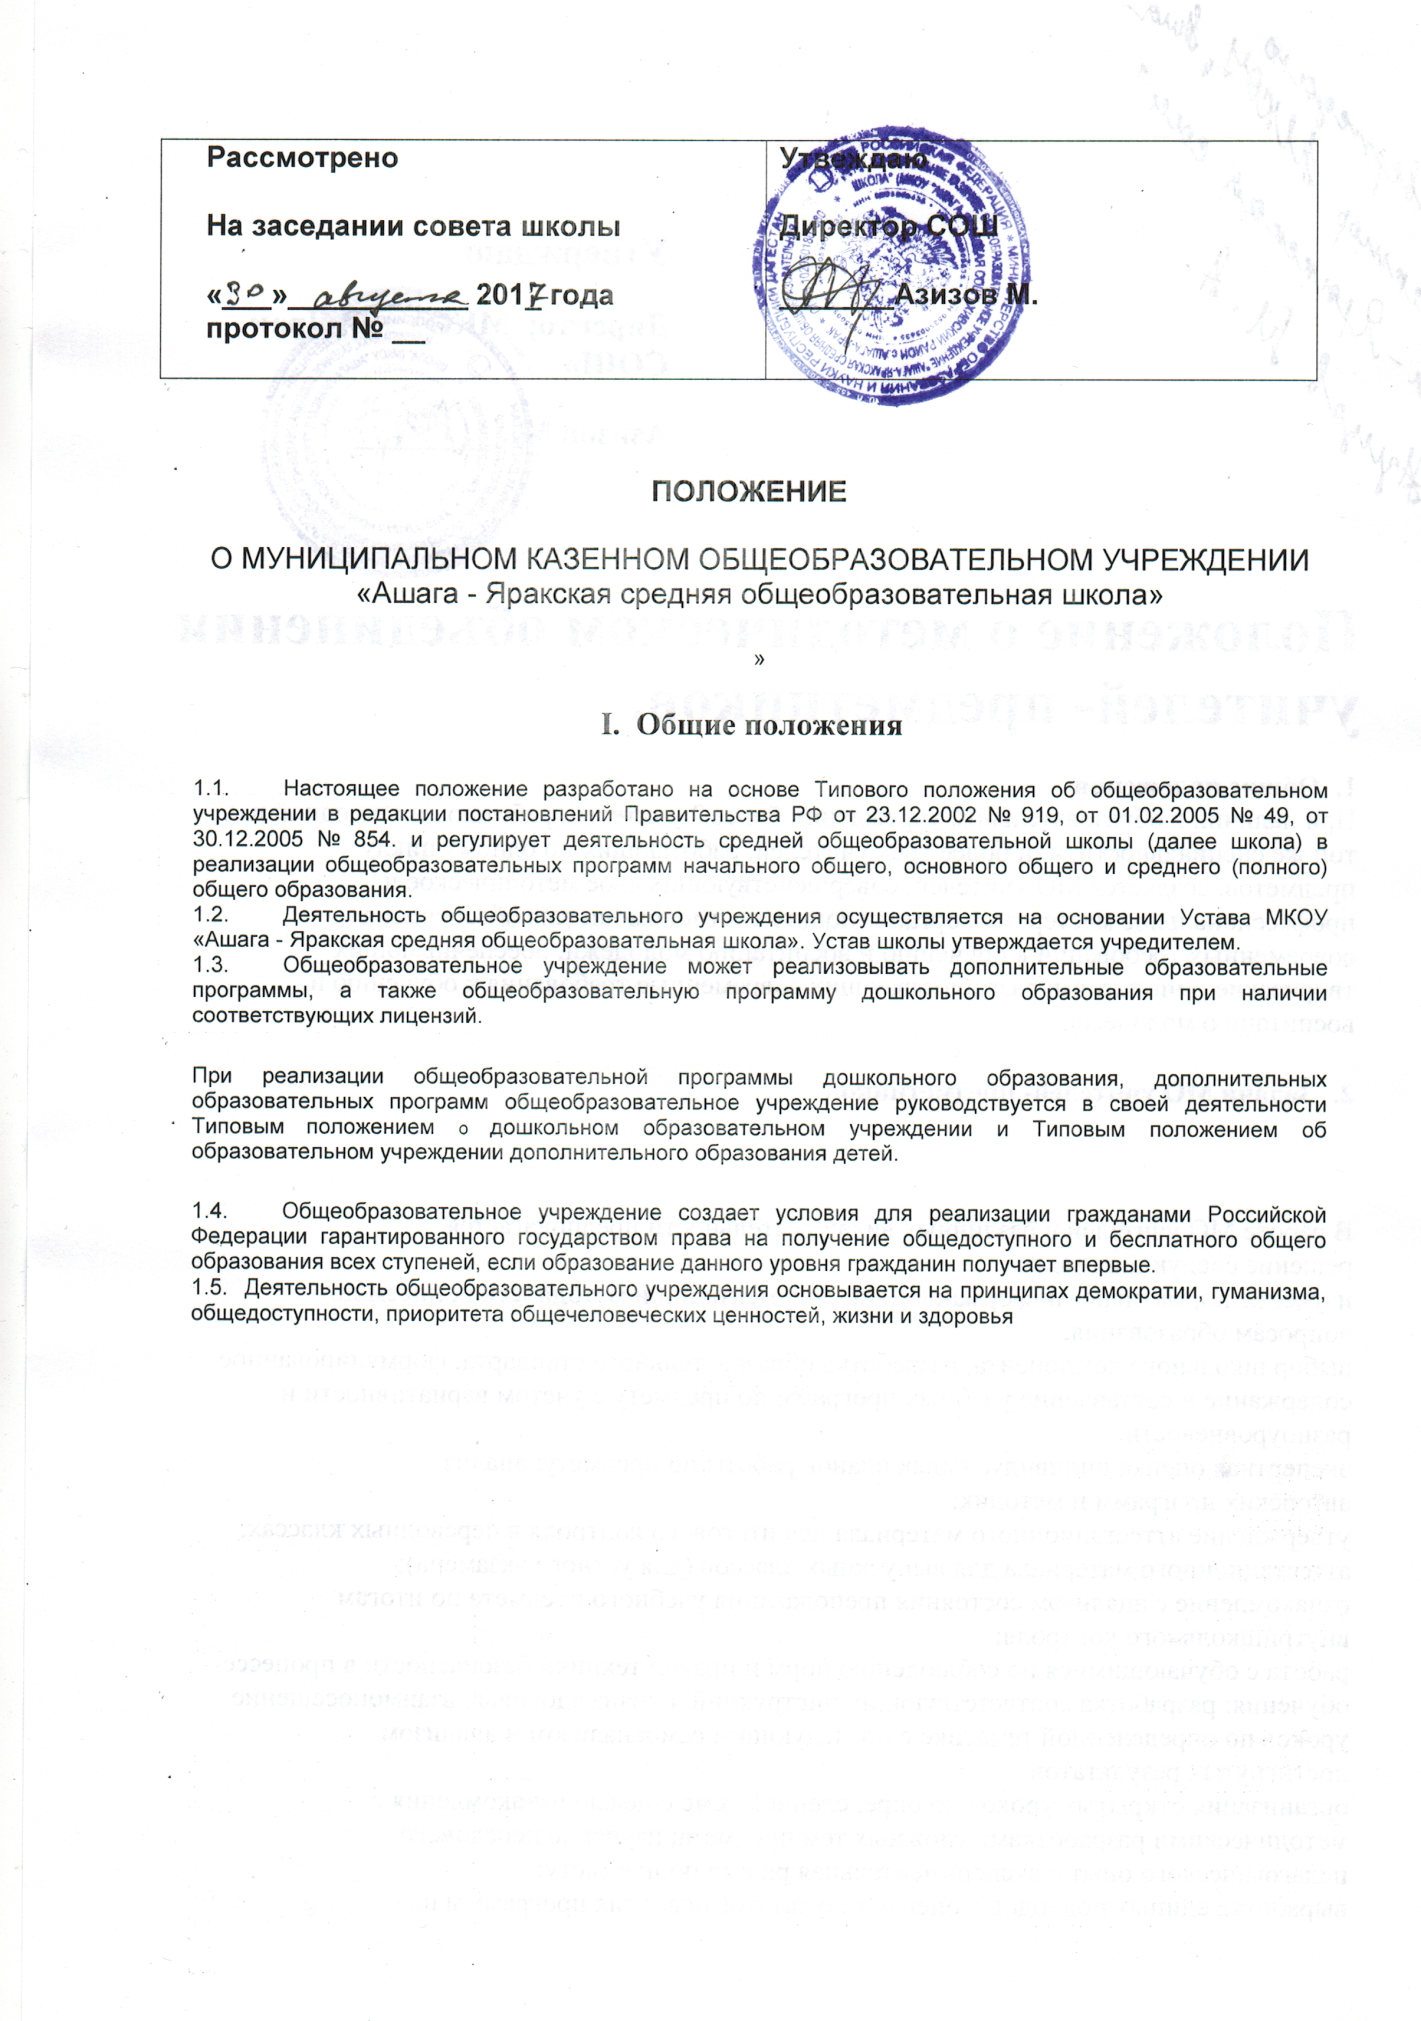 Рассмотрено
На заседании совета школы
«30» августа 2017 года
протокол № __
Утверждаю
Директор СОШ
_______Азизов М.
ПОЛОЖЕНИЕ
О МУНИЦИПАЛЬНОМ КАЗЕННОМ ОБЩЕОБРАЗОВАТЕЛЬНОМ УЧРЕЖДЕНИИ
«Ашага - Яракская средняя общеобразовательная школа»
»
I. Общие положения
1.1. Настоящее положение разработано на основе Типового положения об общеобразовательном
учреждении в редакции постановлений Правительства РФ от 23.12.2002 № 919, от 01.02.2005 № 49, от
30.12.2005 № 854. и регулирует деятельность средней общеобразовательной школы (далее школа) в
реализации общеобразовательных программ начального общего, основного общего и среднего (полного)
общего образования.
1.2. Деятельность общеобразовательного учреждения осуществляется на основании Устава МКОУ
«Ашага - Яракская средняя общеобразовательная школа». Устав школы утверждается учредителем.
1.3. Общеобразовательное учреждение может реализовывать дополнительные образовательные
программы, а также общеобразовательную программу дошкольного образования при наличии
соответствующих лицензий.
При реализации общеобразовательной программы дошкольного образования, дополнительных
образовательных программ общеобразовательное учреждение руководствуется в своей деятельности
Типовым положением о дошкольном образовательном учреждении и Типовым положением об
образовательном учреждении дополнительного образования детей.
1.4. Общеобразовательное учреждение создает условия для реализации гражданами Российской
Федерации гарантированного государством права на получение общедоступного и бесплатного общего
образования всех ступеней, если образование данного уровня гражданин получает впервые.
1.5. Деятельность общеобразовательного учреждения основывается на принципах демократии, гуманизма,
общедоступности, приоритета общечеловеческих ценностей, жизни и здоровья